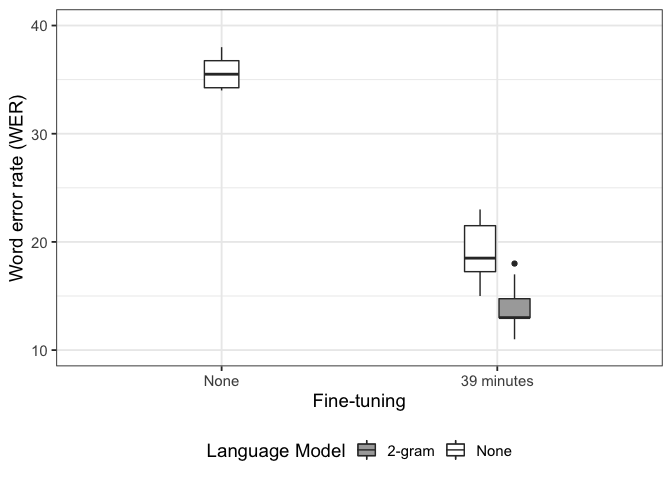 Word error rate (WER)
40
30
20
10
None
39 minutes
Fine-tuning
Language Model 2-gram None